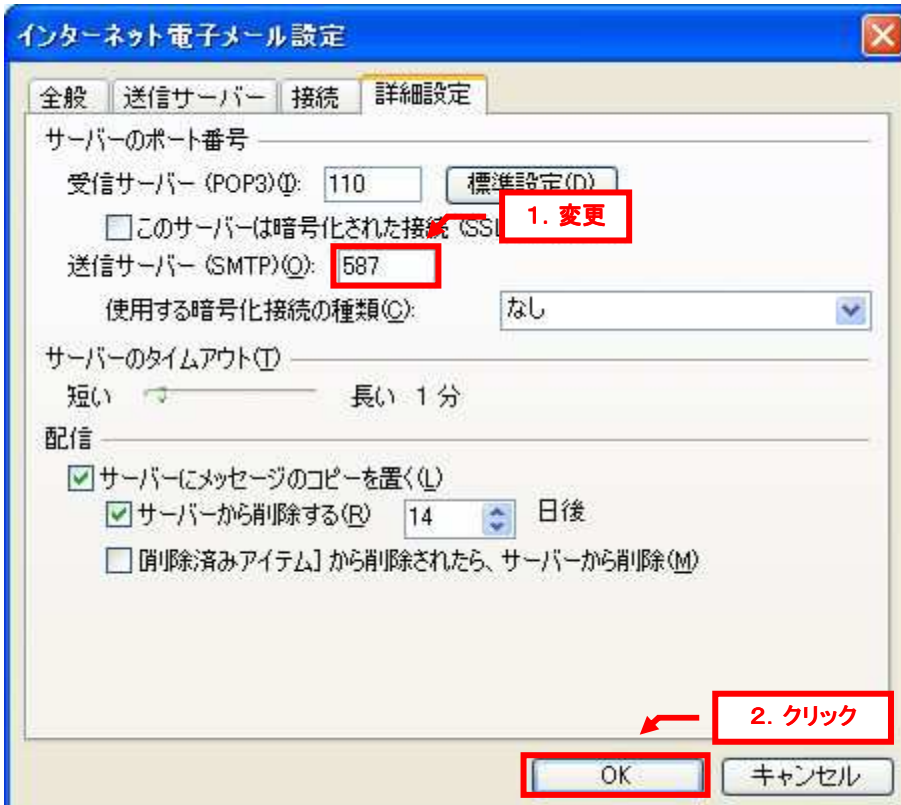 インターネット電子メール設定
全般 送信サーバー 接続 詳細設定
サーバーのポート番号
受信サーバー (POP3)(I): 110 標準設定(D)
このサーバーは暗号化された接続 (SSL
1. 変更
送信サーバー (SMTP)(O): 587
使用する暗号化接続の種類(C): なし
サーバーのタイムアウト(T)
短い 長い 1 分
配信
サーバーにメッセージのコピーを置く(L)
サーバーから削除する(R) 14 日後
[削除済みアイテム] から削除されたら、サーバーから削除(M)
2. クリック
OK キャンセル